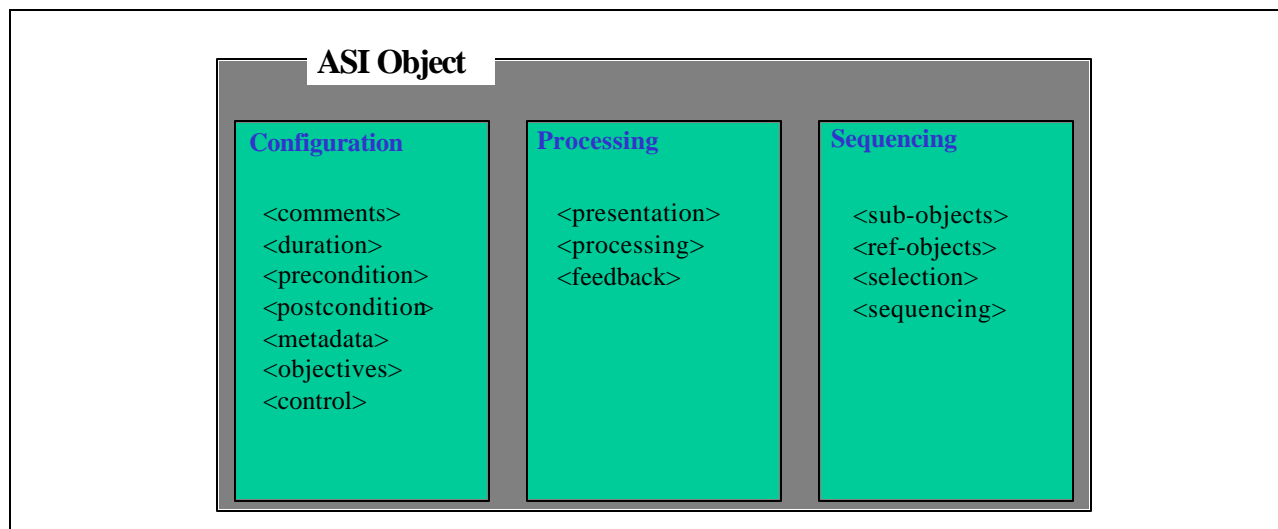 ASI Object
Configuration
<comments>
<duration>
<precondition>
<postcondition>
<metadata>
<objectives>
<control>
Processing
<presentation>
<processing>
<feedback>
Sequencing
<sub-objects>
<ref-objects>
<selection>
<sequencing>